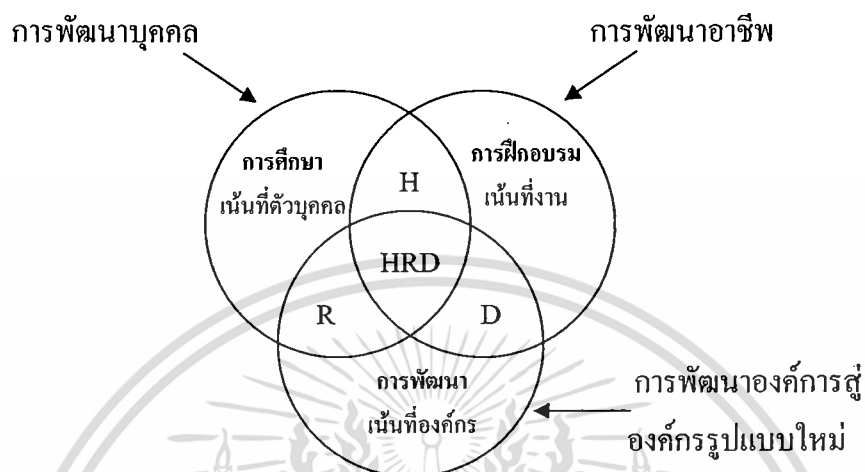 การพัฒนาบุคคล
การพัฒนาอาชีพ
การศึกษา
เน้นที่ตัวบุคคล
H
การฝึกอบรม
เน้นที่งาน
HRD
R
D
การพัฒนา
เน้นที่องค์กร
การพัฒนาองค์การสู่
องค์กรรูปแบบใหม่